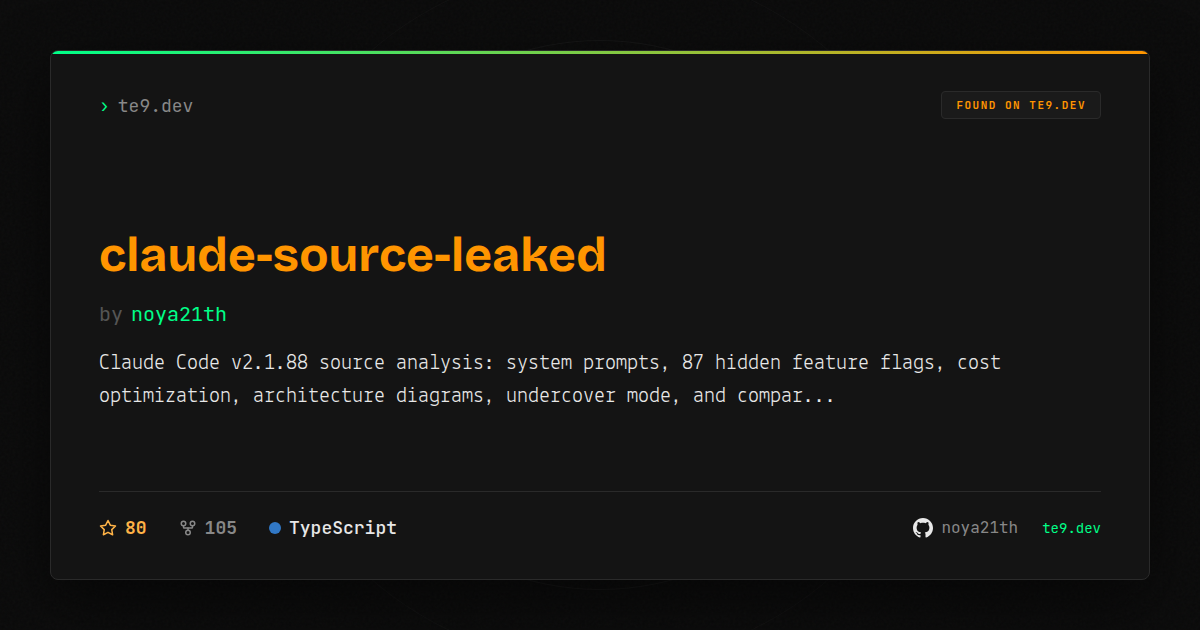 › te9.dev
FOUND ON TE9.DEV
claude-source-leaked
by noya21th
Claude Code v2.1.88 source analysis: system prompts, 87 hidden feature flags, cost
optimization, architecture diagrams, undercover mode, and compar...
80 105 TypeScript
noya21th te9.dev